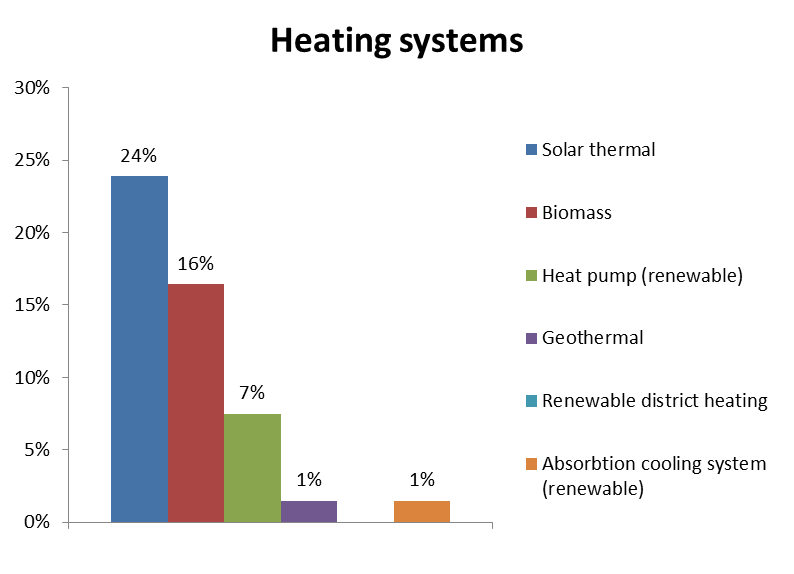 Heating systems
30%
25%
20%
15%
10%
5%
0%
24%
16%
7%
1%
1%
Solar thermal
Biomass
Heat pump (renewable)
Geothermal
Renewable district heating
Absorbtion cooling system
(renewable)